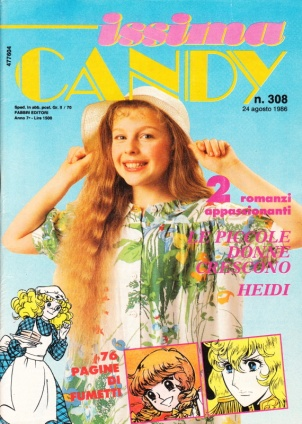 issima
CANDY
477604
Sped. in abb. post. Gr. II / 70
FABBRI EDITORI
Anno 7° - Lire 1500
n. 308
24 agosto 1986
2 romanzi
appassionanti
LE PICCOLE
DONNE
CRESCONO
HEIDI
76
PAGINE
DI
FUMETTI